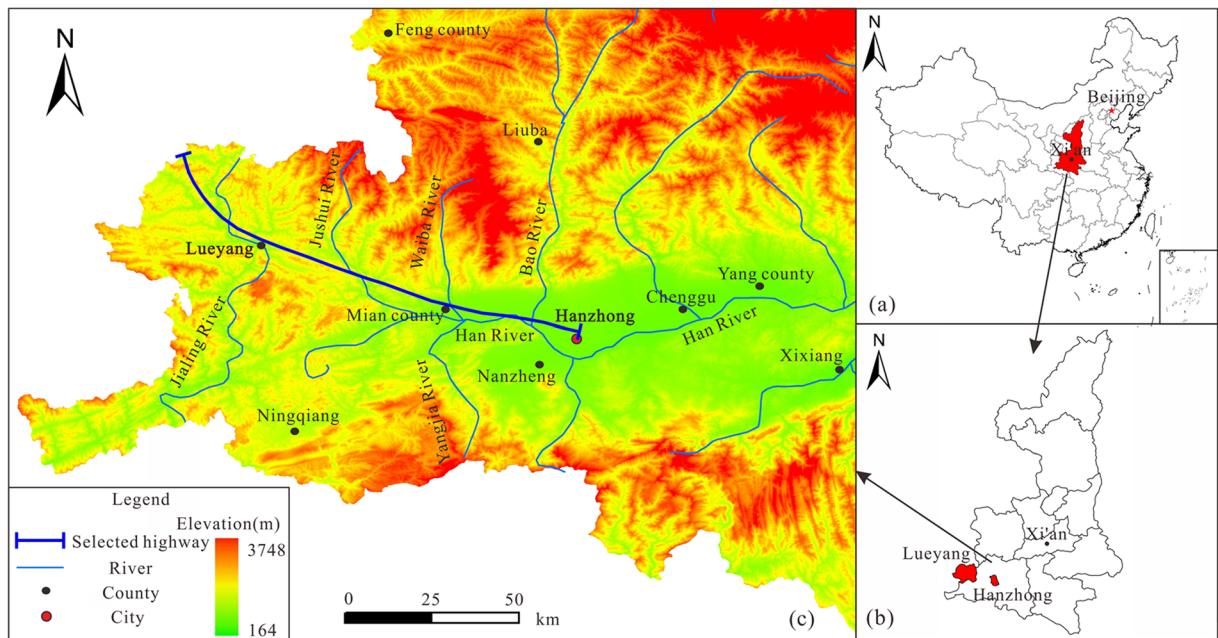 N
Feng county
Liuba
Jushui River
Waiba River
Bao River
Lueyang
Yang county
Chenggu
Mian county
Hanzhong
Han River
Han River
Jialing River
Nanzheng
Xixiang
Yangjia River
Ningqiang
Legend
Selected highway
River
County
City
Elevation(m)
3748
164
0 25 50
km
(c)
N
Beijing
Xi'an
(a)
N
Xi'an
Lueyang
Hanzhong
(b)